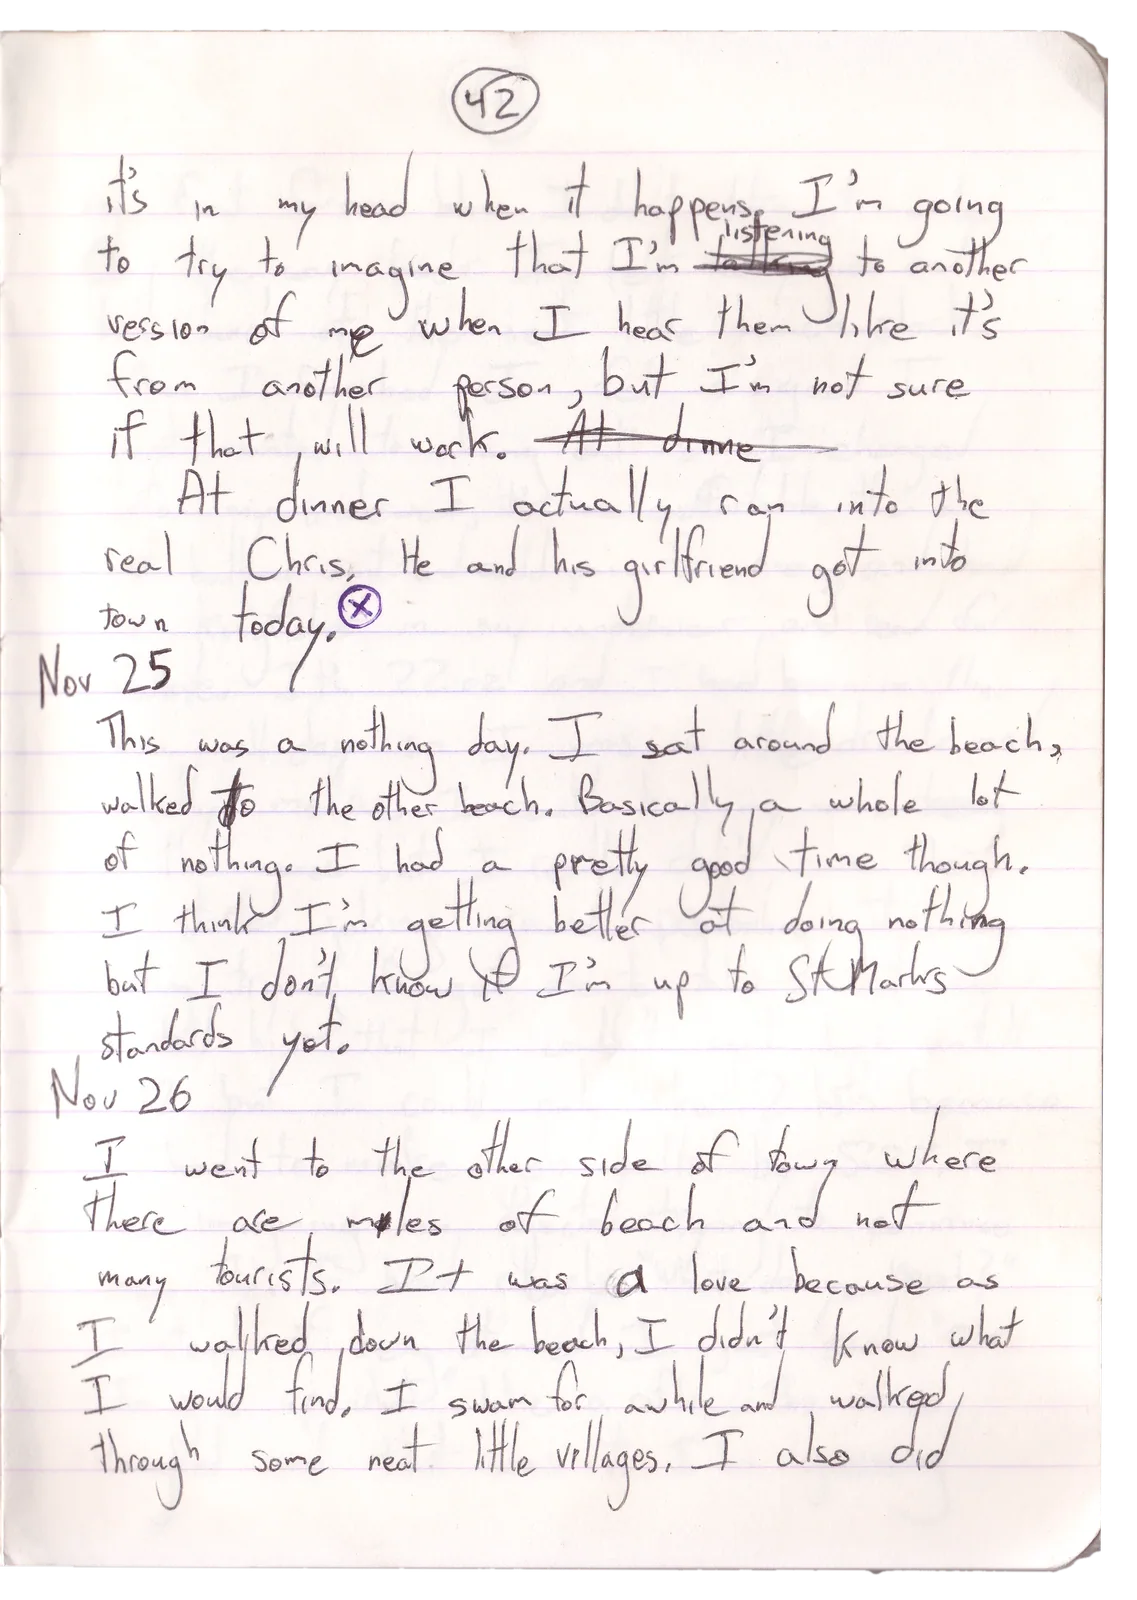 42
it's in my head when it happens. I'm going
listening
to try to imagine that I'm talking to another
version of me when I hear them like it's
from another person, but I'm not sure
if that will work. At dinne
At dinner I actually ran into the
real Chris. He and his girlfriend got into
town today. X
Nov 25
This was a nothing day. I sat around the beach,
walked to the other beach. Basically, a whole lot
of nothing. I had a pretty good time though.
I think I'm getting better at doing nothing
but I don't know if I'm up to St. Marks
standards yet.
Nov 26
I went to the other side of town where
there are miles of beach and not
many tourists. It was a love because as
I walked down the beach, I didn't know what
I would find. I swam for awhile and walked
through some neat little villages. I also did